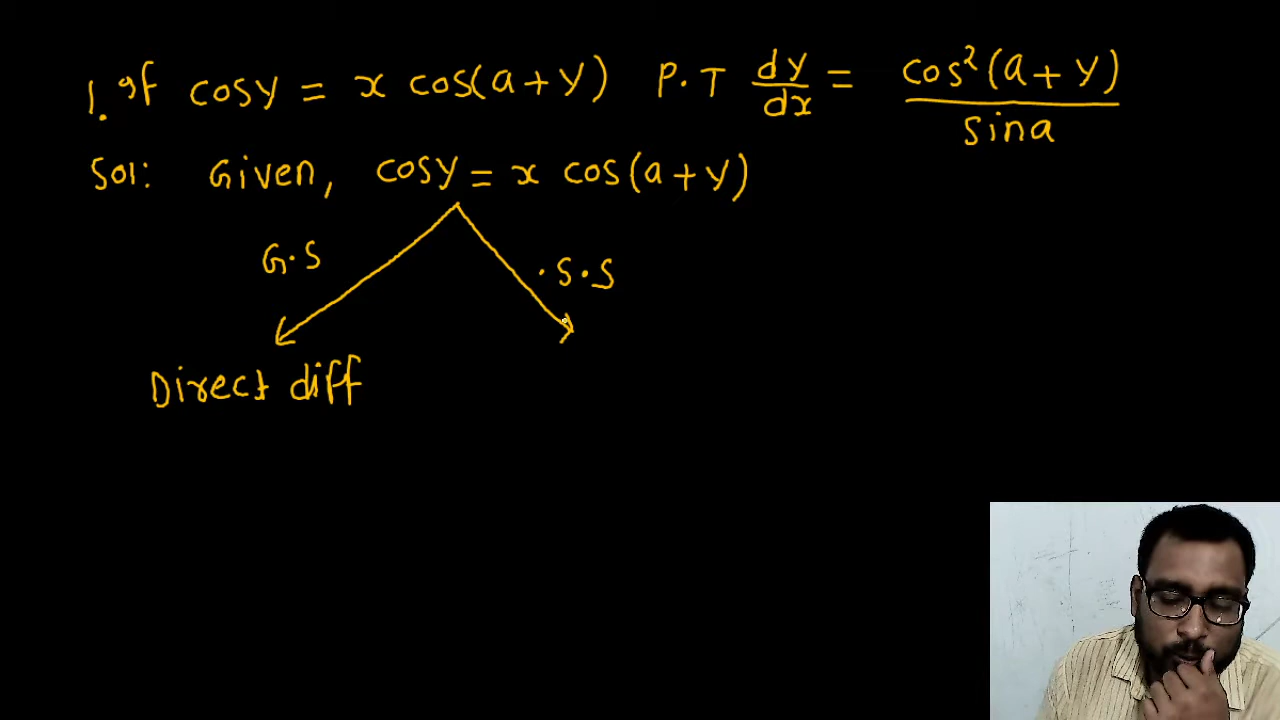 1. If cosy = x cos(a+y) P.T dy/dx = cos²(a+y)/sina
Sol: Given, cosy = x cos(a+y)
G.S .S.S
Direct diff